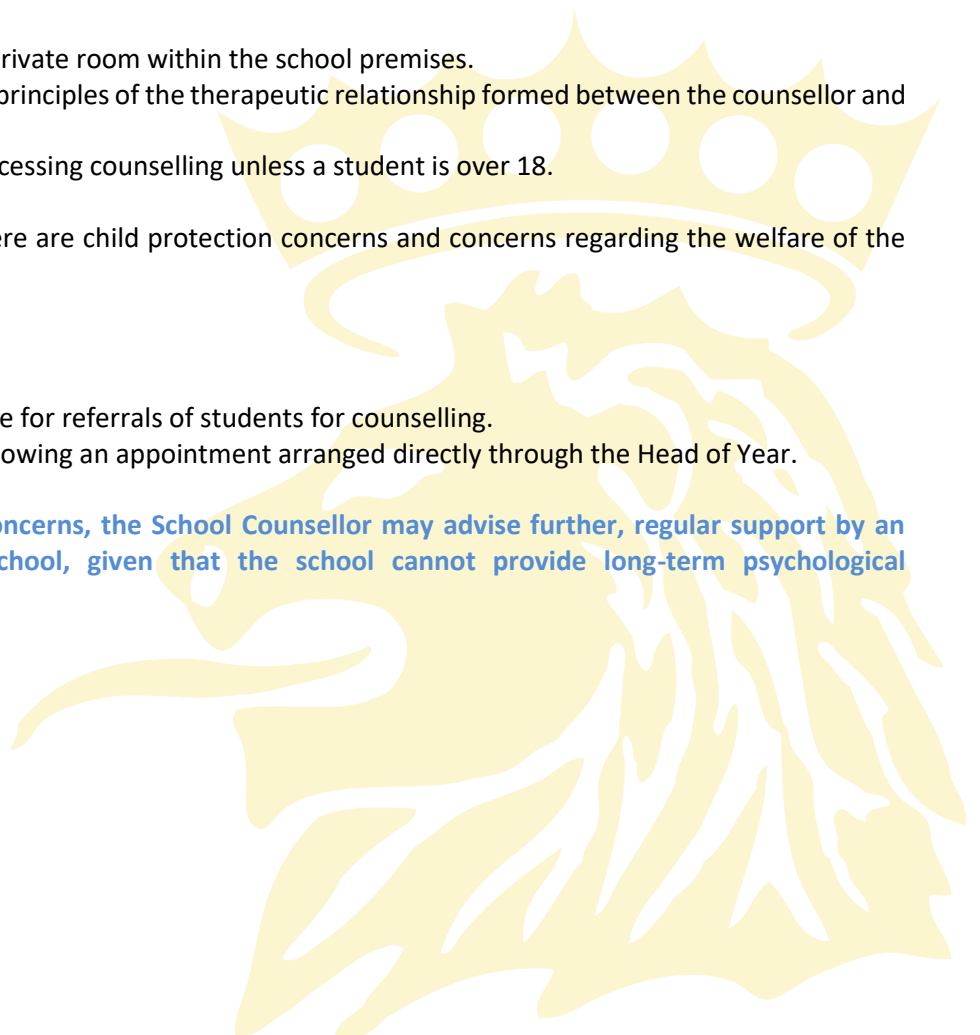 rivate room within the school premises.
principles of the therapeutic relationship formed between the counsellor and
cessing counselling unless a student is over 18.
ere are child protection concerns and concerns regarding the welfare of the
e for referrals of students for counselling.
owing an appointment arranged directly through the Head of Year.
oncerns, the School Counsellor may advise further, regular support by an
chool, given that the school cannot provide long-term psychological